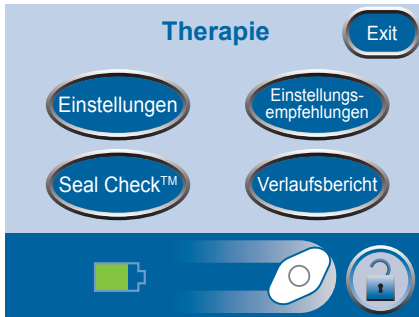 Therapie
Exit
Einstellungen
Einstellungs-
empfehlungen
Seal Check™
Verlaufsbericht